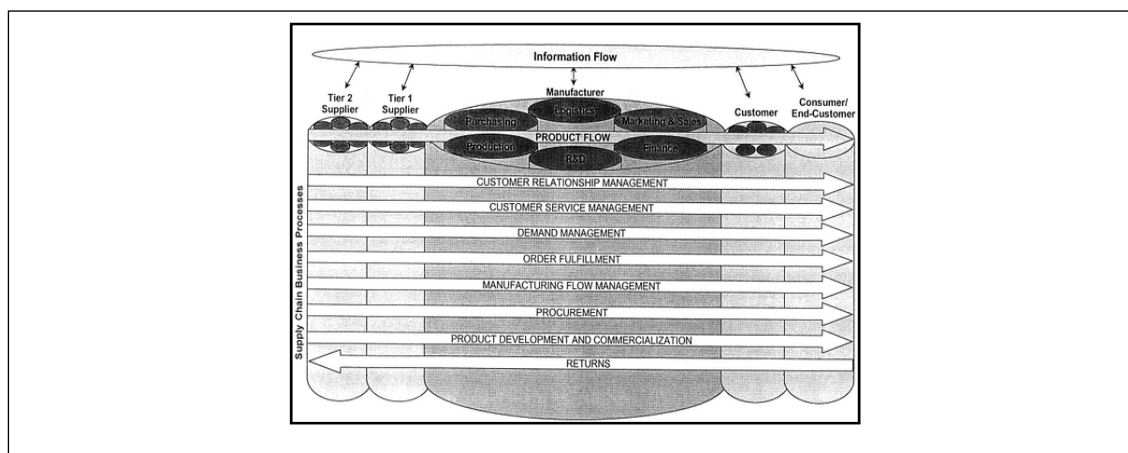 Information Flow
Tier 2
Supplier
Tier 1
Supplier
Manufacturer
Customer
Consumer/
End-Customer
Logistics
Purchasing
Marketing & Sales
PRODUCT FLOW
Production
R&D
Finance
Supply Chain Business Processes
CUSTOMER RELATIONSHIP MANAGEMENT
CUSTOMER SERVICE MANAGEMENT
DEMAND MANAGEMENT
ORDER FULFILLMENT
MANUFACTURING FLOW MANAGEMENT
PROCUREMENT
PRODUCT DEVELOPMENT AND COMMERCIALIZATION
RETURNS